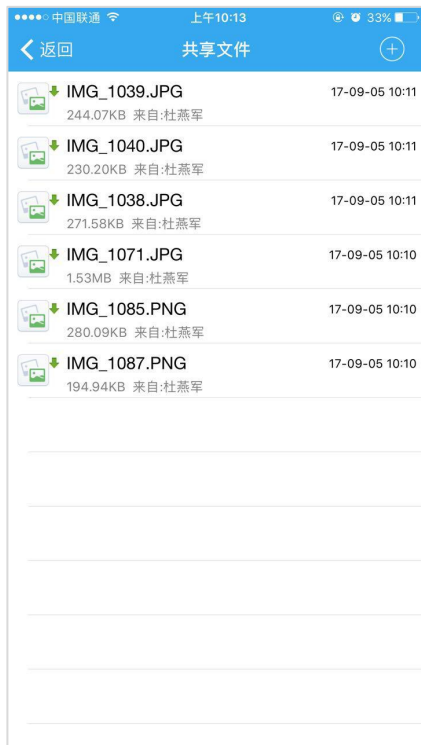 中国联通 上午10:13 33%
返回 共享文件
IMG_1039.JPG 17-09-05 10:11
244.07KB 来自:杜燕军
IMG_1040.JPG 17-09-05 10:11
230.20KB 来自:杜燕军
IMG_1038.JPG 17-09-05 10:11
271.58KB 来自:杜燕军
IMG_1071.JPG 17-09-05 10:10
1.53MB 来自:杜燕军
IMG_1085.PNG 17-09-05 10:10
280.09KB 来自:杜燕军
IMG_1087.PNG 17-09-05 10:10
194.94KB 来自:杜燕军